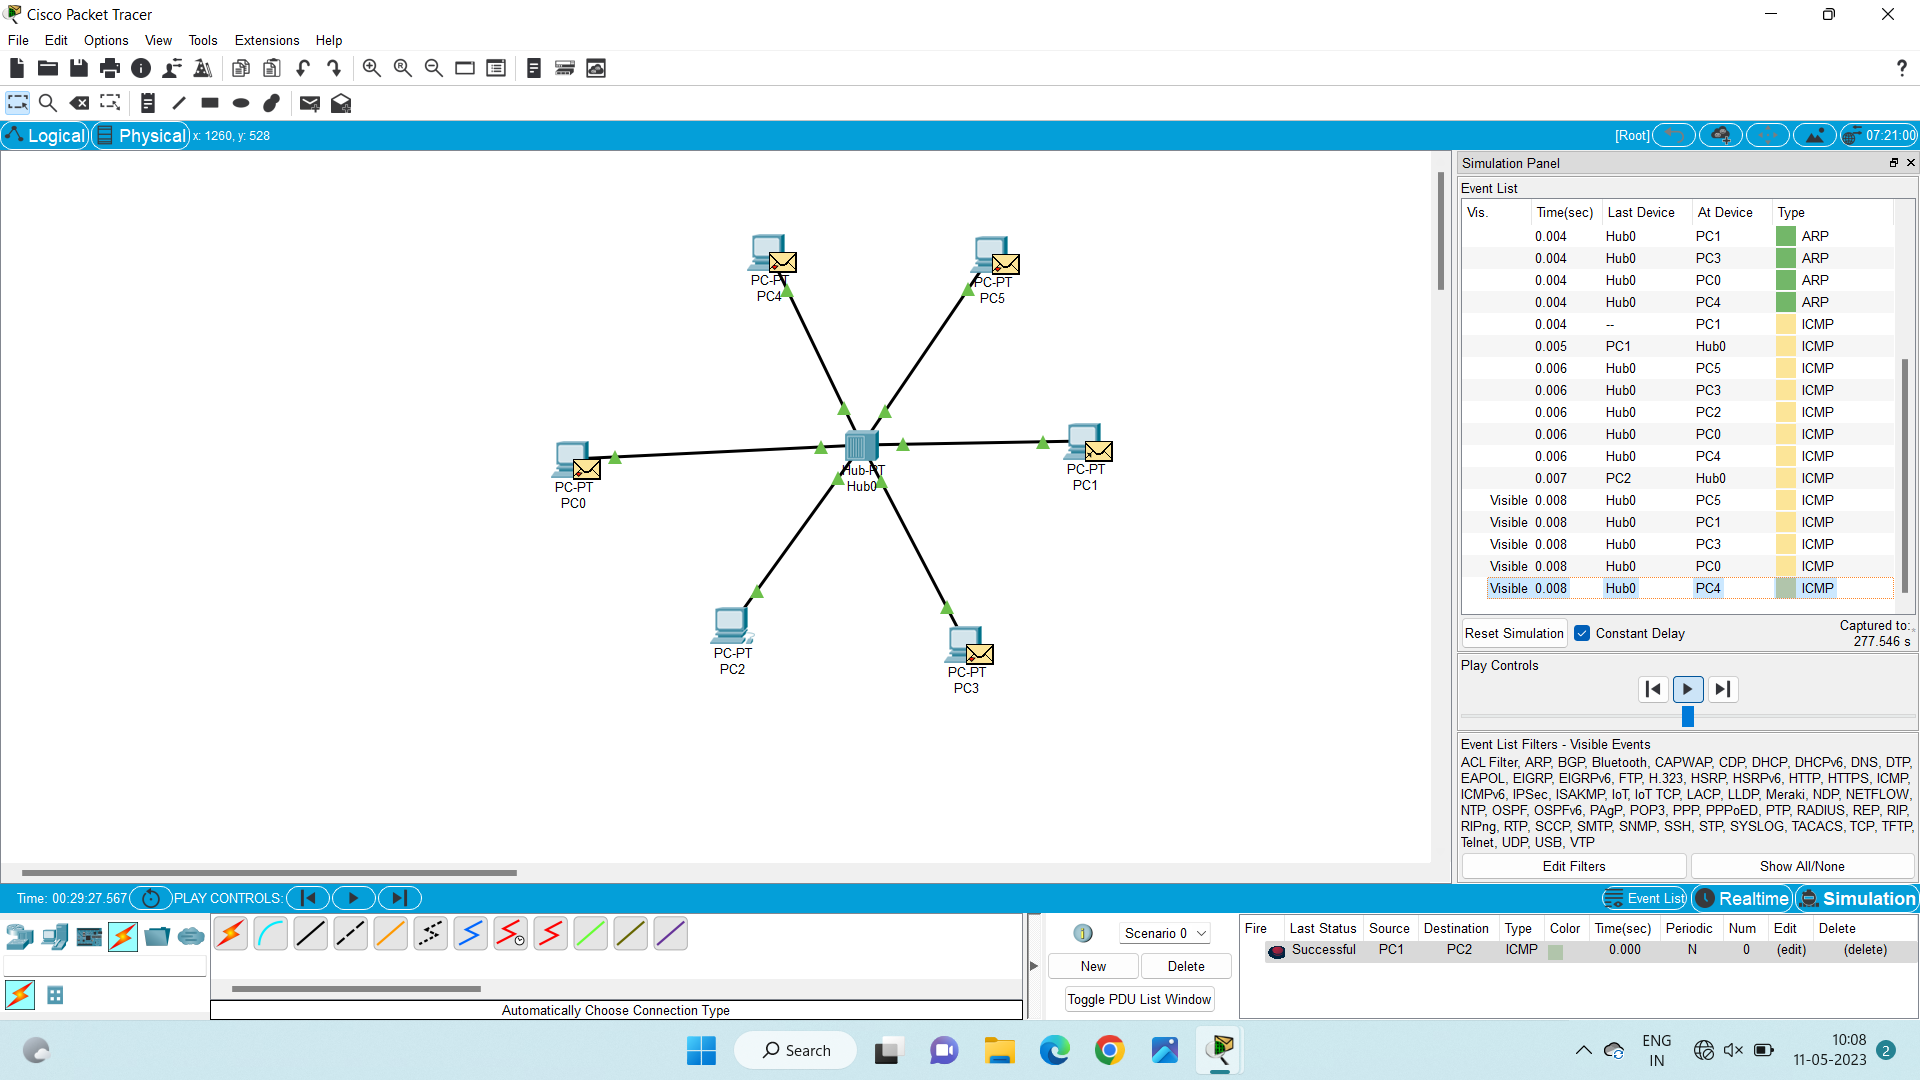 Cisco Packet Tracer
File Edit Options View Tools Extensions Help
Logical Physical x: 1260, y: 528 [Root] 07:21:00
PC-PT
PC4
PC-PT
PC5
PC-PT
PC0
Hub-PT
Hub0
PC-PT
PC1
PC-PT
PC2
PC-PT
PC3
Simulation Panel
Event List
Vis. Time(sec) Last Device At Device Type
0.004 Hub0 PC1 ARP
0.004 Hub0 PC3 ARP
0.004 Hub0 PC0 ARP
0.004 Hub0 PC4 ARP
0.004 -- PC1 ICMP
0.005 PC1 Hub0 ICMP
0.006 Hub0 PC5 ICMP
0.006 Hub0 PC3 ICMP
0.006 Hub0 PC2 ICMP
0.006 Hub0 PC0 ICMP
0.006 Hub0 PC4 ICMP
0.007 PC2 Hub0 ICMP
Visible 0.008 Hub0 PC5 ICMP
Visible 0.008 Hub0 PC1 ICMP
Visible 0.008 Hub0 PC3 ICMP
Visible 0.008 Hub0 PC0 ICMP
Visible 0.008 Hub0 PC4 ICMP
Reset Simulation Constant Delay Captured to:
277.546 s
Play Controls
Event List Filters - Visible Events
ACL Filter, ARP, BGP, Bluetooth, CAPWAP, CDP, DHCP, DHCPv6, DNS, DTP,
EAPOL, EIGRP, EIGRPv6, FTP, H.323, HSRP, HSRPv6, HTTP, HTTPS, ICMP,
ICMPv6, IPSec, ISAKMP, IoT, IoT TCP, LACP, LLDP, Meraki, NDP, NETFLOW,
NTP, OSPF, OSPFv6, PAgP, POP3, PPP, PPPoED, PTP, RADIUS, REP, RIP,
RIPng, RTP, SCCP, SMTP, SNMP, SSH, STP, SYSLOG, TACACS, TCP, TFTP,
Telnet, UDP, USB, VTP
Edit Filters Show All/None
Time: 00:29:27.567 PLAY CONTROLS: Event List Realtime Simulation
Automatically Choose Connection Type
1 Scenario 0
New Delete
Toggle PDU List Window
Fire Last Status Source Destination Type Color Time(sec) Periodic Num Edit Delete
Successful PC1 PC2 ICMP 0.000 N 0 (edit) (delete)
Search
ENG
IN
10:08
11-05-2023
2